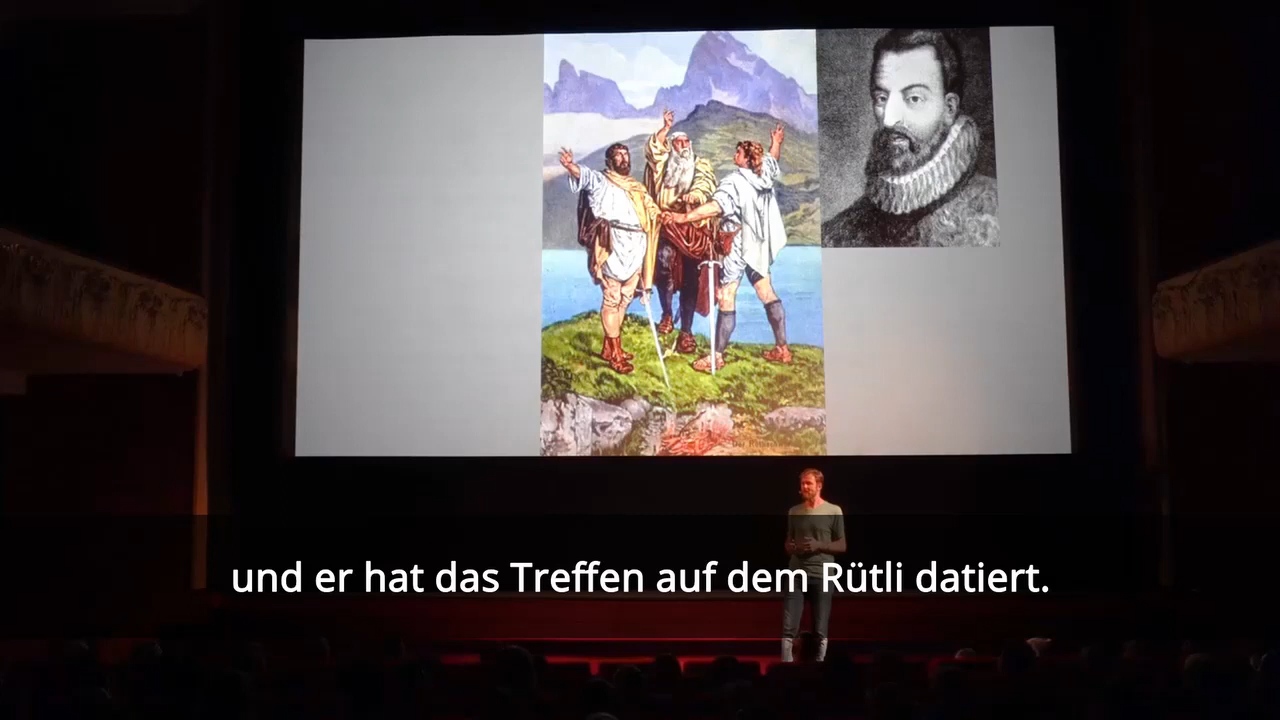 und er hat das Treffen auf dem Rütli datiert.